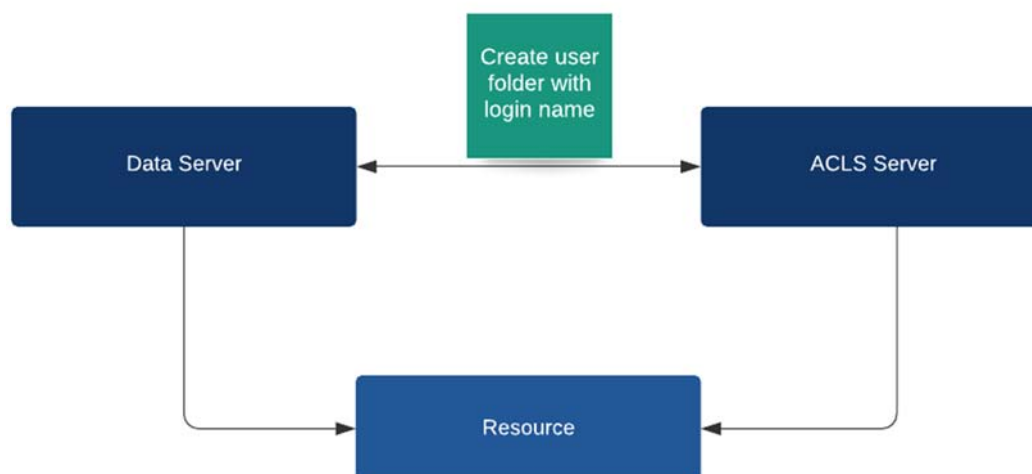 Create user
folder with
login name
Data Server
ACLS Server
Resource